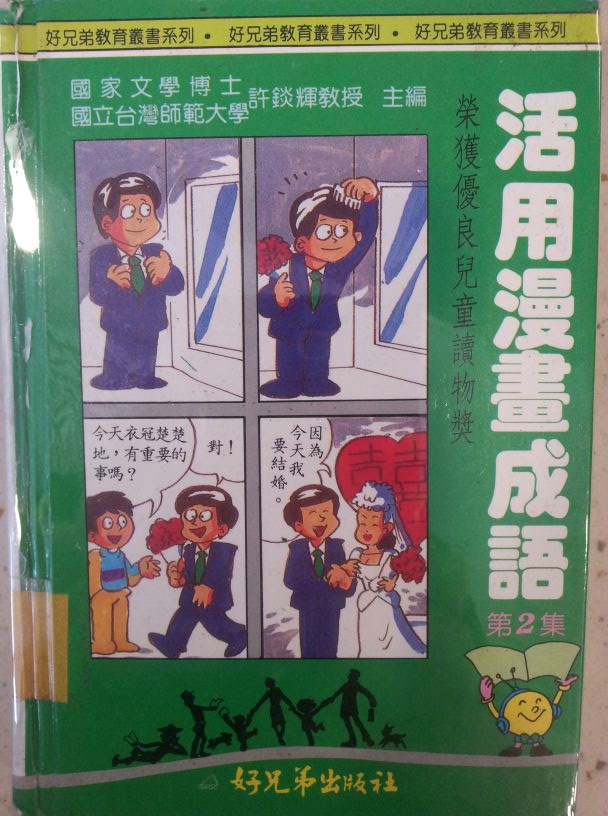 好兄弟教育叢書系列・好兄弟教育叢書系列・好兄弟教育叢書系列
國家文學博士
國立台灣師範大學許錟輝教授 主編
活用漫畫成語
第2集
榮獲優良兒童讀物獎
今天衣冠楚楚
地，有重要的
事嗎？
對！
因為
今天我
要結婚。
囍
好兄弟出版社